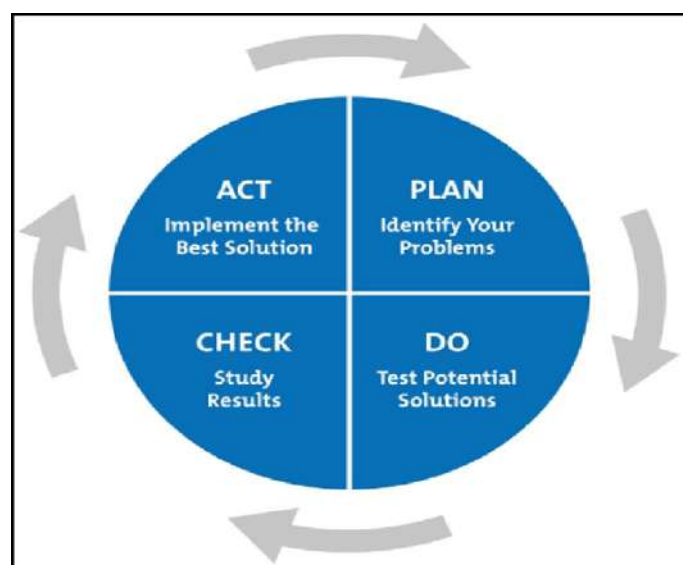 ACT
Implement the
Best Solution
PLAN
Identify Your
Problems
CHECK
Study
Results
DO
Test Potential
Solutions